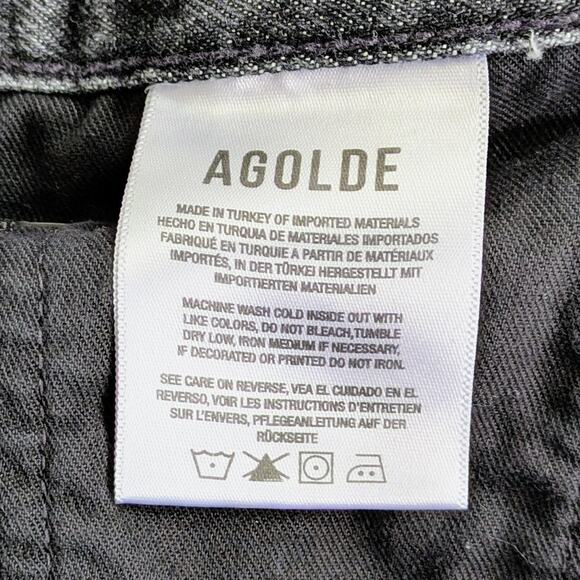 AGOLDE
MADE IN TURKEY OF IMPORTED MATERIALS
HECHO EN TURQUIA DE MATERIALES IMPORTADOS
FABRIQUÉ EN TURQUIE A PARTIR DE MATÉRIAUX
IMPORTÉS, IN DER TÜRKEI HERGESTELLT MIT
IMPORTIERTEN MATERIALIEN
MACHINE WASH COLD INSIDE OUT WITH
LIKE COLORS, DO NOT BLEACH,TUMBLE
DRY LOW, IRON MEDIUM IF NECESSARY,
IF DECORATED OR PRINTED DO NOT IRON.
SEE CARE ON REVERSE, VEA EL CUIDADO EN EL
REVERSO, VOIR LES INSTRUCTIONS D'ENTRETIEN
SUR L'ENVERS, PFLEGEANLEITUNG AUF DER
RÜCKSEITE